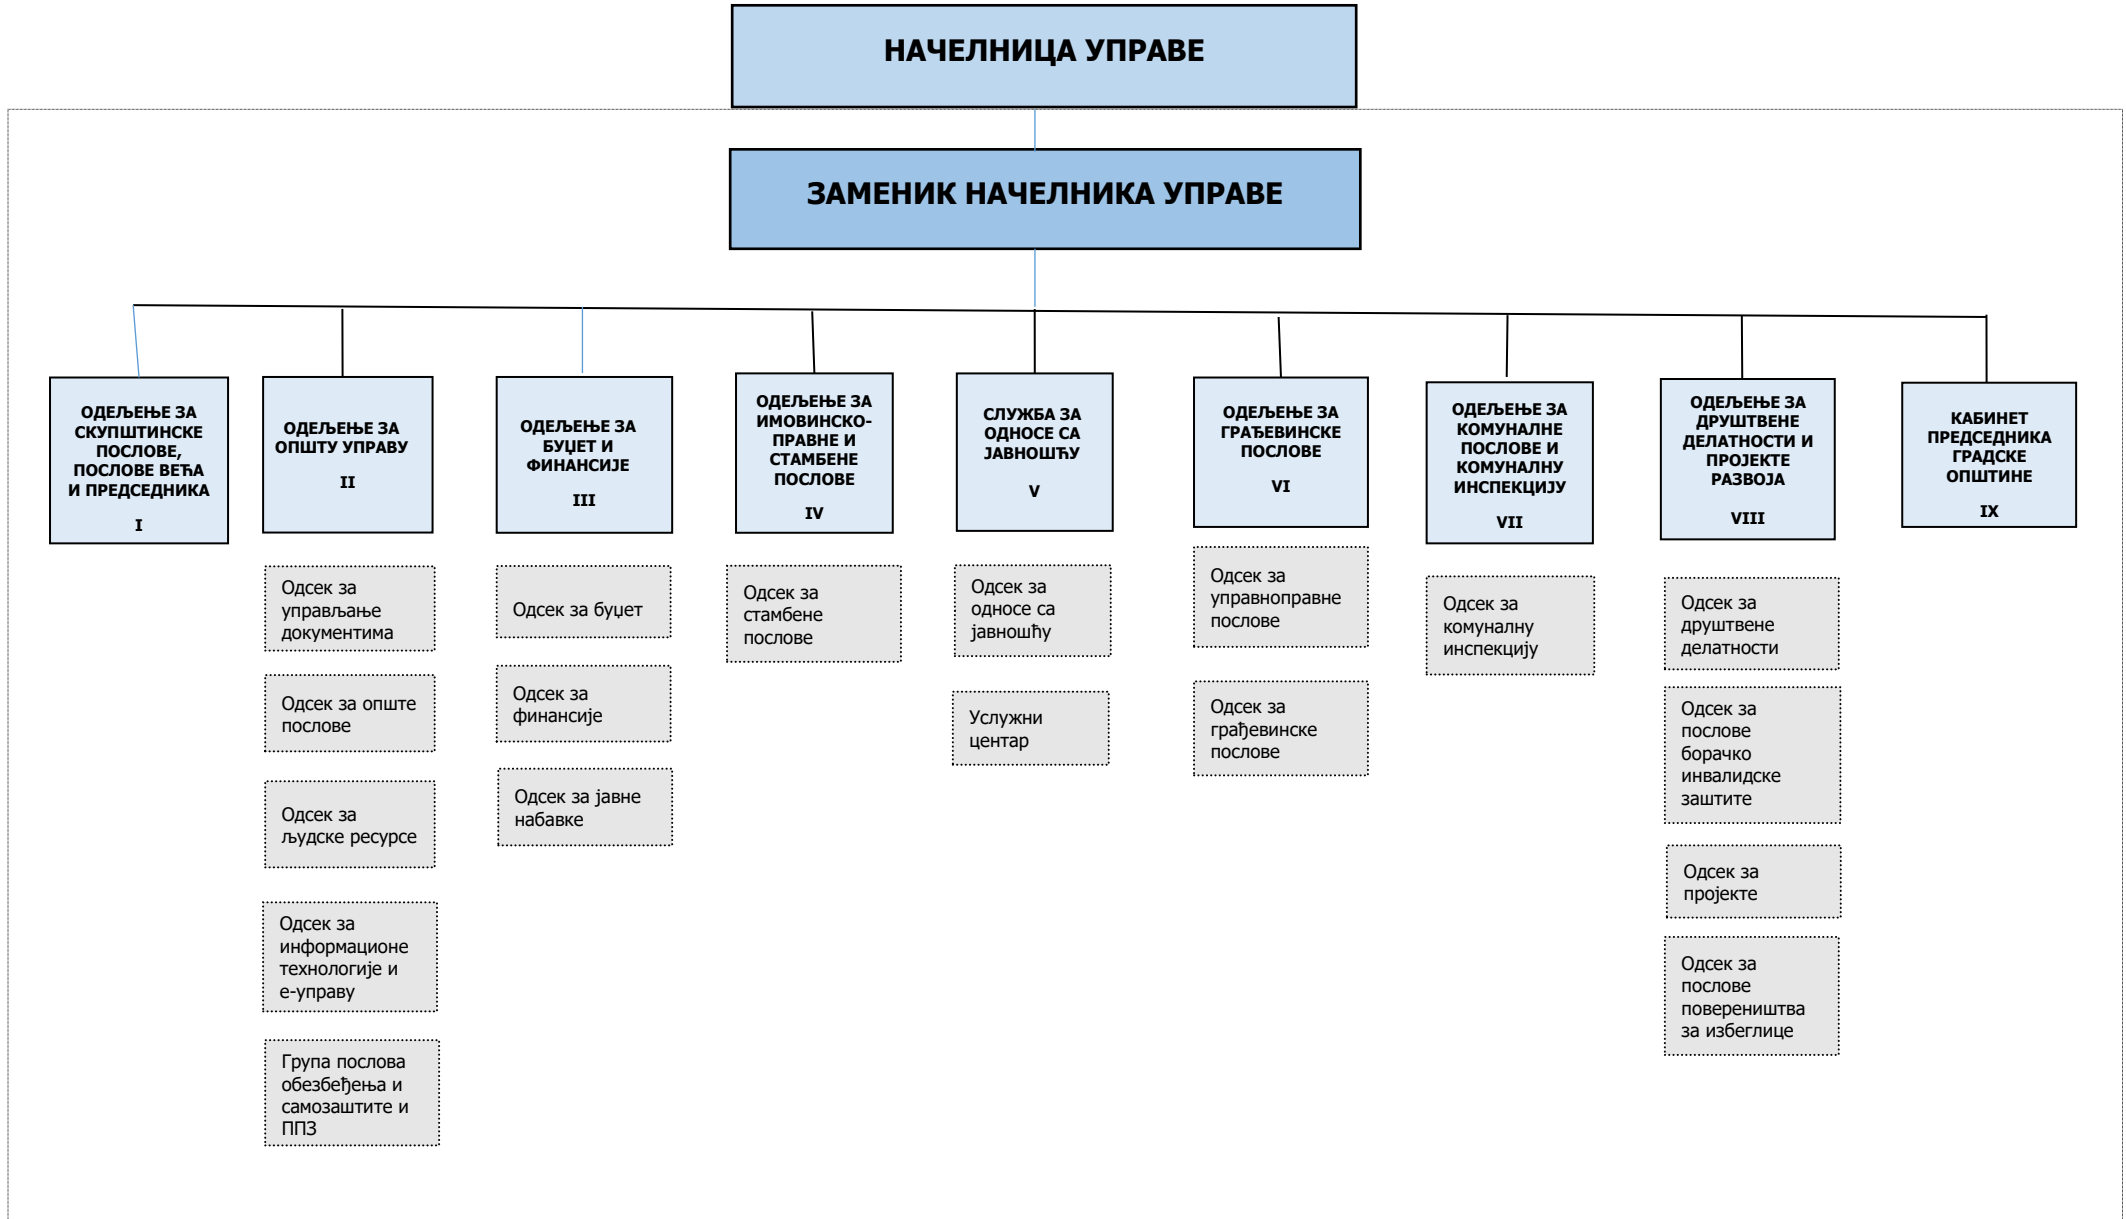 НАЧЕЛНИЦА УПРАВЕ
ЗАМЕНИК НАЧЕЛНИКА УПРАВЕ
ОДЕЉЕЊЕ ЗА
СКУПШТИНСКЕ
ПОСЛОВЕ,
ПОСЛОВЕ ВЕЋА
И ПРЕДСЕДНИКА
I
ОДЕЉЕЊЕ ЗА
ОПШТУ УПРАВУ
II
ОДЕЉЕЊЕ ЗА
БУЏЕТ И
ФИНАНСИЈЕ
III
ОДЕЉЕЊЕ ЗА
ИМОВИНСКО-
ПРАВНЕ И
СТАМБЕНЕ
ПОСЛОВЕ
IV
СЛУЖБА ЗА
ОДНОСЕ СА
ЈАВНОШЋУ
V
ОДЕЉЕЊЕ ЗА
ГРАЂЕВИНСКЕ
ПОСЛОВЕ
VI
ОДЕЉЕЊЕ ЗА
КОМУНАЛНЕ
ПОСЛОВЕ И
КОМУНАЛНУ
ИНСПЕКЦИЈУ
VII
ОДЕЉЕЊЕ ЗА
ДРУШТВЕНЕ
ДЕЛАТНОСТИ И
ПРОЈЕКТЕ
РАЗВОЈА
VIII
КАБИНЕТ
ПРЕДСЕДНИКА
ГРАДСКЕ
ОПШТИНЕ
IX
Одсек за
управљање
документима
Одсек за опште
послове
Одсек за
људске ресурсе
Одсек за
информационе
технологије и
е-управу
Група послова
обезбеђења и
самозаштите и
ППЗ
Одсек за буџет
Одсек за
финансије
Одсек за јавне
набавке
Одсек за
стамбене
послове
Одсек за
односе са
јавношћу
Услужни
центар
Одсек за
управноправне
послове
Одсек за
грађевинске
послове
Одсек за
комуналну
инспекцију
Одсек за
друштвене
делатности
Одсек за
послове
борачко
инвалидске
заштите
Одсек за
пројекте
Одсек за
послове
повереништва
за избеглице